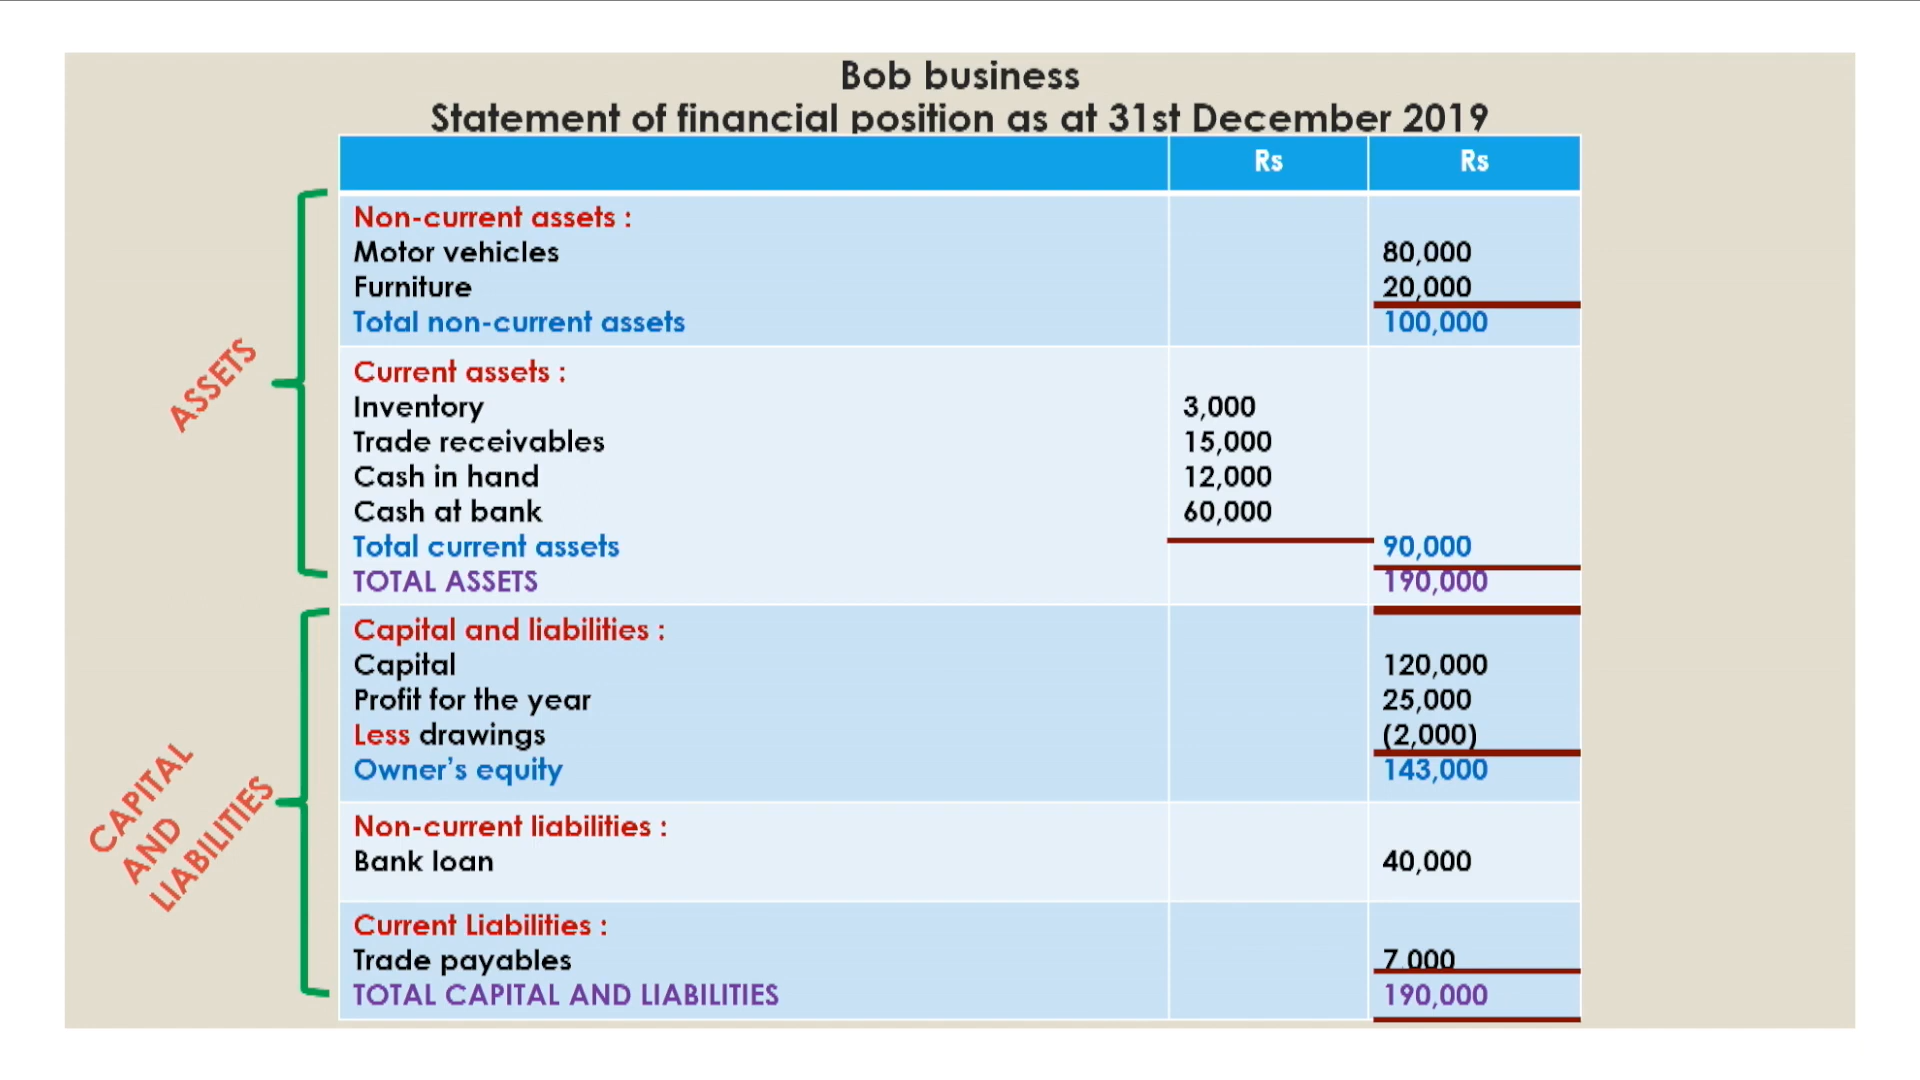 Bob business
Statement of financial position as at 31st December 2019
Rs Rs
ASSETS
Non-current assets :
Motor vehicles 80,000
Furniture 20,000
Total non-current assets 100,000
Current assets :
Inventory 3,000
Trade receivables 15,000
Cash in hand 12,000
Cash at bank 60,000
Total current assets 90,000
TOTAL ASSETS 190,000
CAPITAL
AND
LIABILITIES
Capital and liabilities :
Capital 120,000
Profit for the year 25,000
Less drawings (2,000)
Owner’s equity 143,000
Non-current liabilities :
Bank loan 40,000
Current Liabilities :
Trade payables 7,000
TOTAL CAPITAL AND LIABILITIES 190,000